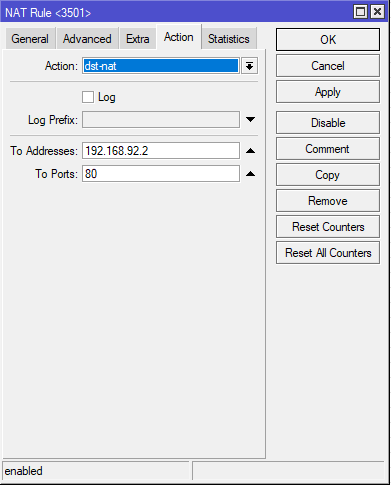 NAT Rule <3501>
General Advanced Extra Action Statistics
Action: dst-nat
Log
Log Prefix:
To Addresses: 192.168.92.2
To Ports: 80
OK
Cancel
Apply
Disable
Comment
Copy
Remove
Reset Counters
Reset All Counters
enabled